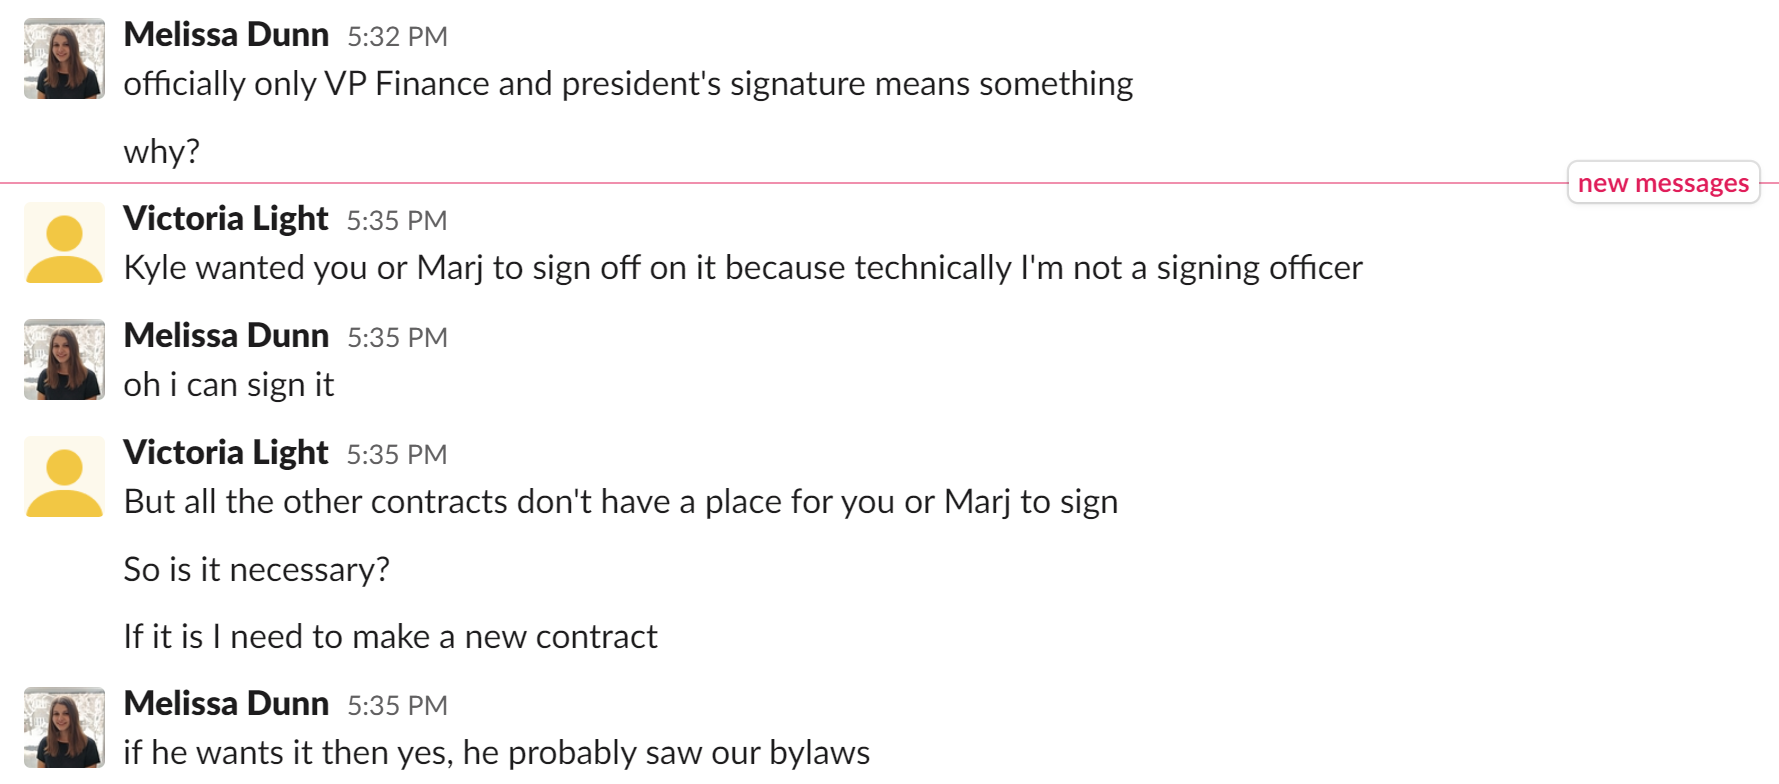 Melissa Dunn 5:32 PM
officially only VP Finance and president's signature means something
why?
new messages
Victoria Light 5:35 PM
Kyle wanted you or Marj to sign off on it because technically I'm not a signing officer
Melissa Dunn 5:35 PM
oh i can sign it
Victoria Light 5:35 PM
But all the other contracts don't have a place for you or Marj to sign
So is it necessary?
If it is I need to make a new contract
Melissa Dunn 5:35 PM
if he wants it then yes, he probably saw our bylaws